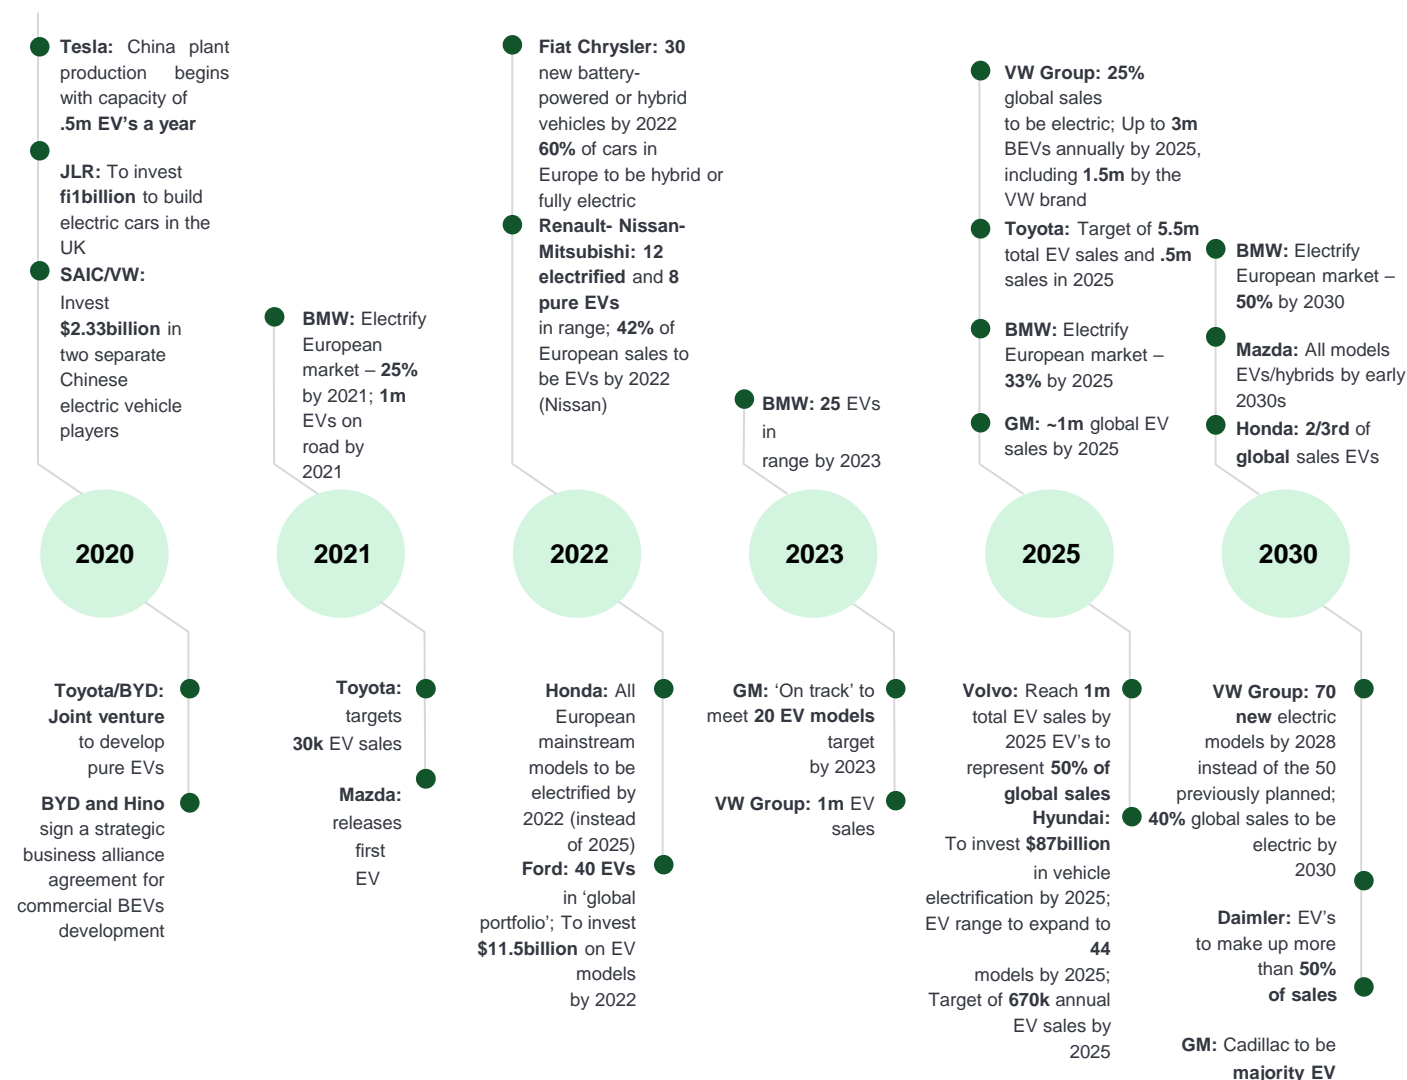 Tesla: China plant
production begins
with capacity of
.5m EV's a year
JLR: To invest
fi1billion to build
electric cars in the
UK
SAIC/VW:
Invest
$2.33billion in
two separate
Chinese
electric vehicle
players
BMW: Electrify
European
market – 25%
by 2021; 1m
EVs on
road by
2021
Fiat Chrysler: 30
new battery-
powered or hybrid
vehicles by 2022
60% of cars in
Europe to be hybrid or
fully electric
Renault- Nissan-
Mitsubishi: 12
electrified and 8
pure EVs
in range; 42% of
European sales to
be EVs by 2022
(Nissan)
BMW: 25 EVs
in
range by 2023
VW Group: 25%
global sales
to be electric; Up to 3m
BEVs annually by 2025,
including 1.5m by the
VW brand
Toyota: Target of 5.5m
total EV sales and .5m
sales in 2025
BMW: Electrify
European market –
33% by 2025
GM: ~1m global EV
sales by 2025
BMW: Electrify
European market –
50% by 2030
Mazda: All models
EVs/hybrids by early
2030s
Honda: 2/3rd of
global sales EVs
2020
2021
2022
2023
2025
2030
Toyota/BYD:
Joint venture
to develop
pure EVs
BYD and Hino
sign a strategic
business alliance
agreement for
commercial BEVs
development
Toyota:
targets
30k EV sales
Mazda:
releases
first
EV
Honda: All
European
mainstream
models to be
electrified by
2022 (instead
of 2025)
Ford: 40 EVs
in ‘global
portfolio’; To invest
$11.5billion on EV
models
by 2022
GM: ‘On track’ to
meet 20 EV models
target
by 2023
VW Group: 1m EV
sales
Volvo: Reach 1m
total EV sales by
2025 EV's to
represent 50% of
global sales
Hyundai:
To invest $87billion
in vehicle
electrification by 2025;
EV range to expand to
44
models by 2025;
Target of 670k annual
EV sales by
2025
VW Group: 70
new electric
models by 2028
instead of the 50
previously planned;
40% global sales to be
electric by
2030
Daimler: EV's
to make up more
than 50%
of sales
GM: Cadillac to be
majority EV